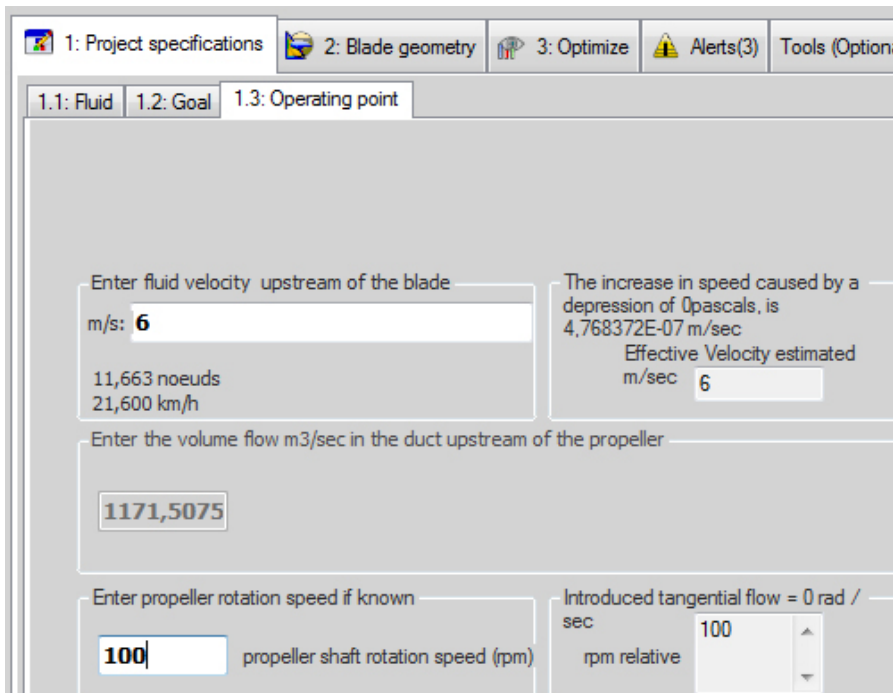 1: Project specifications 2: Blade geometry 3: Optimize Alerts(3) Tools (Optiona
1.1: Fluid 1.2: Goal 1.3: Operating point
Enter fluid velocity upstream of the blade
m/s: 6
11,663 noeuds
21,600 km/h
The increase in speed caused by a
depression of 0pascals, is
4,768372E-07 m/sec
Effective Velocity estimated
m/sec 6
Enter the volume flow m3/sec in the duct upstream of the propeller
1171,5075
Enter propeller rotation speed if known
100 propeller shaft rotation speed (rpm)
Introduced tangential flow = 0 rad /
sec
rpm relative 100